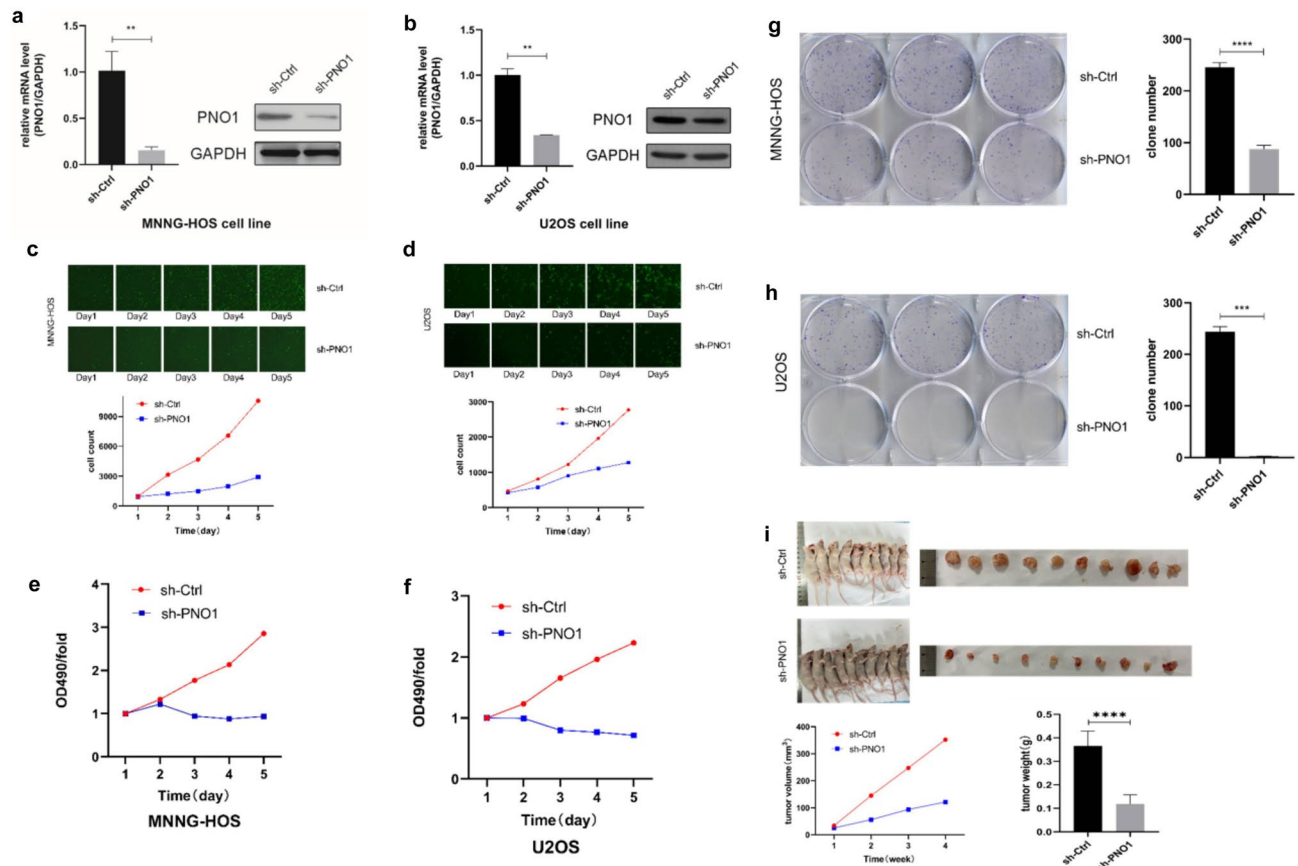 a
relative mRNA level
(PNO1/GAPDH)
1.5
1.0
0.5
0.0
**
sh-Ctrl
sh-PNO1
sh-Ctrl
sh-PNO1
PNO1
GAPDH
MNNG-HOS cell line
b
relative mRNA level
(PNO1/GAPDH)
1.5
1.0
0.5
0.0
**
sh-Ctrl
sh-PNO1
sh-Ctrl
sh-PNO1
PNO1
GAPDH
U2OS cell line
c
MNNG-HOS
sh-Ctrl
Day1 Day2 Day3 Day4 Day5
sh-PNO1
Day1 Day2 Day3 Day4 Day5
cell count
9000
6000
3000
0
sh-Ctrl
sh-PNO1
1 2 3 4 5
Time(day)
d
U2OS
sh-Ctrl
Day1 Day2 Day3 Day4 Day5
sh-PNO1
Day1 Day2 Day3 Day4 Day5
cell count
3000
2000
1000
0
sh-Ctrl
sh-PNO1
1 2 3 4 5
Time(day)
e
OD490/fold
4
3
2
1
0
sh-Ctrl
sh-PNO1
1 2 3 4 5
Time(day)
MNNG-HOS
f
OD490/fold
3
2
1
0
sh-Ctrl
sh-PNO1
1 2 3 4 5
Time(day)
U2OS
g
MNNG-HOS
sh-Ctrl
sh-PNO1
clone number
300
200
100
0
****
sh-Ctrl
sh-PNO1
h
U2OS
sh-Ctrl
sh-PNO1
clone number
300
200
100
0
***
sh-Ctrl
sh-PNO1
i
sh-Ctrl
sh-PNO1
tumor volume(mm³)
400
300
200
100
0
sh-Ctrl
sh-PNO1
1 2 3 4
Time(week)
tumor weight(g)
0.5
0.4
0.3
0.2
0.1
0.0
****
sh-Ctrl
sh-PNO1